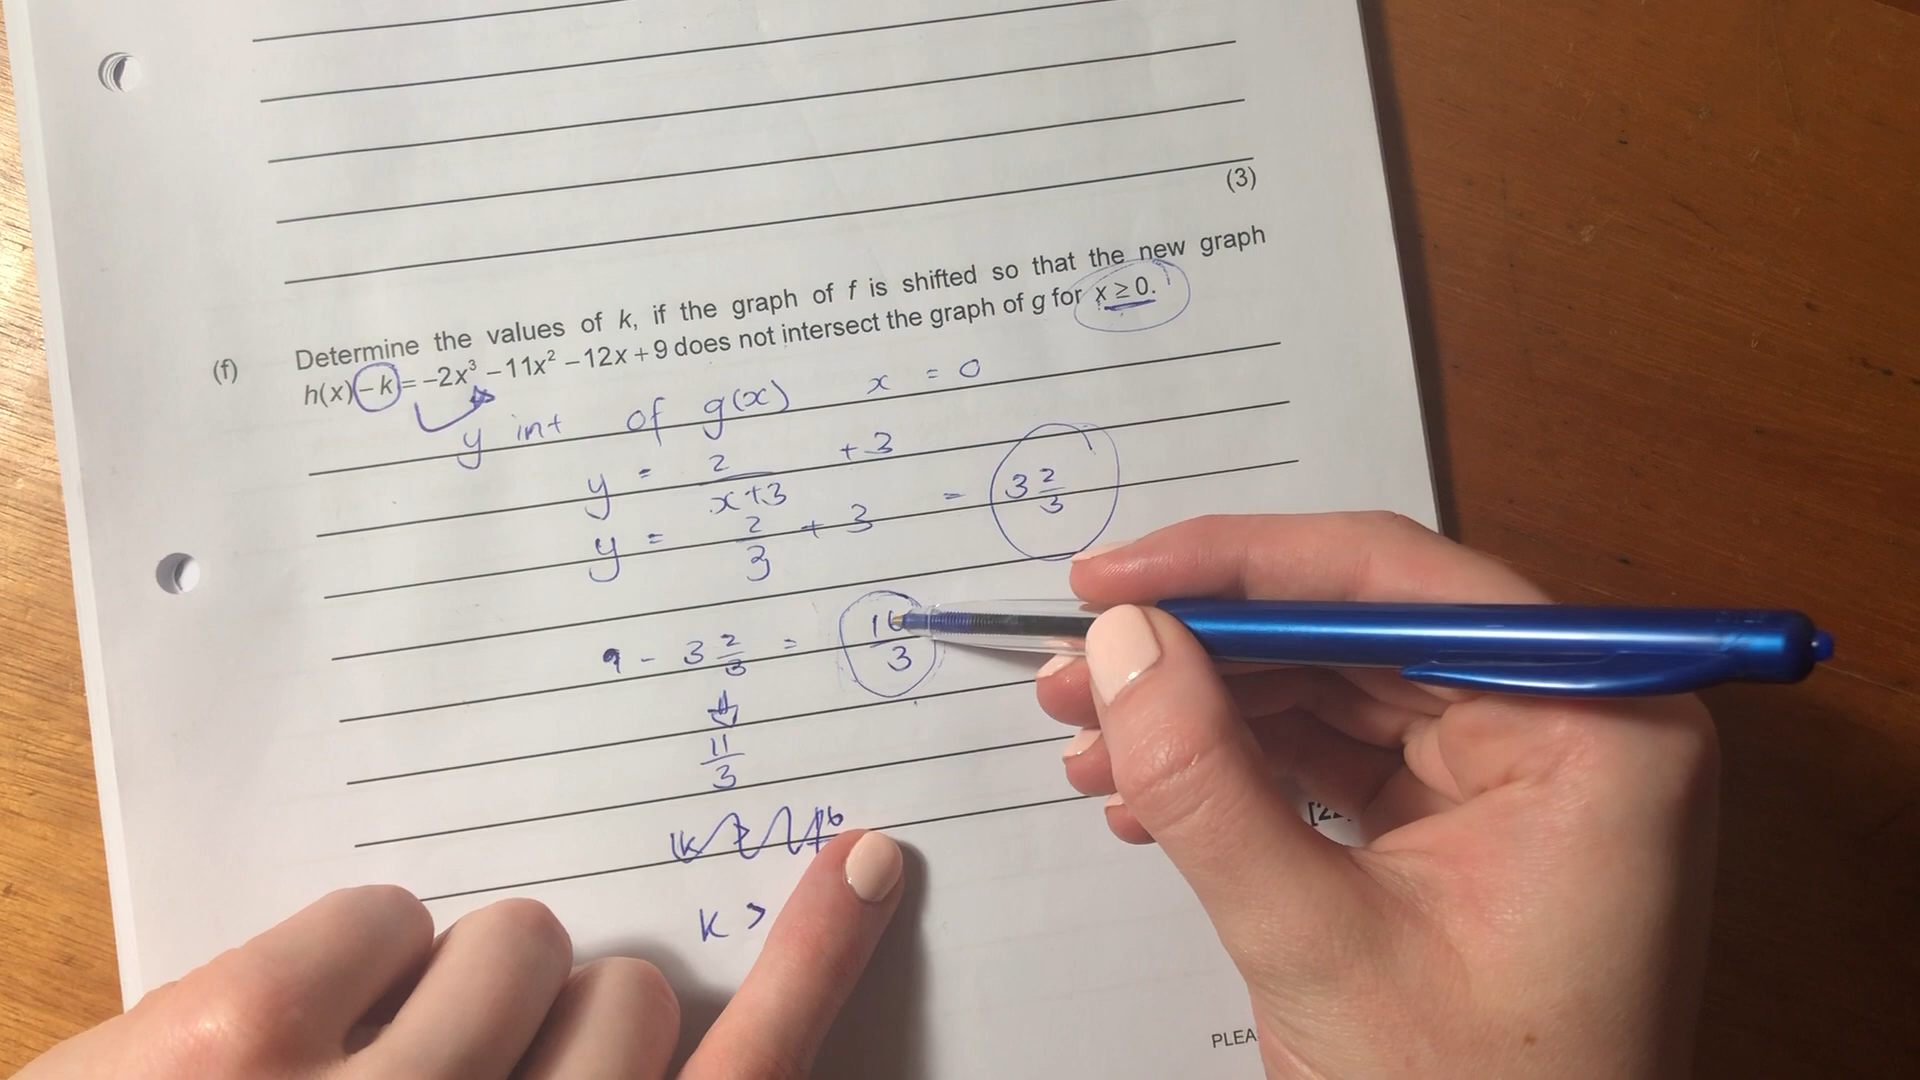 (3)
(f) Determine the values of k, if the graph of f is shifted so that the new graph
h(x) – k = –2x³ – 11x² – 12x + 9 does not intersect the graph of g for x ≥ 0.
y int of g(x) x = 0
y = 2/(x+3) + 3
y = 2/3 + 3 = 3 2/3
9 - 3 2/3 = 16/3
11/3
k >
PLEA